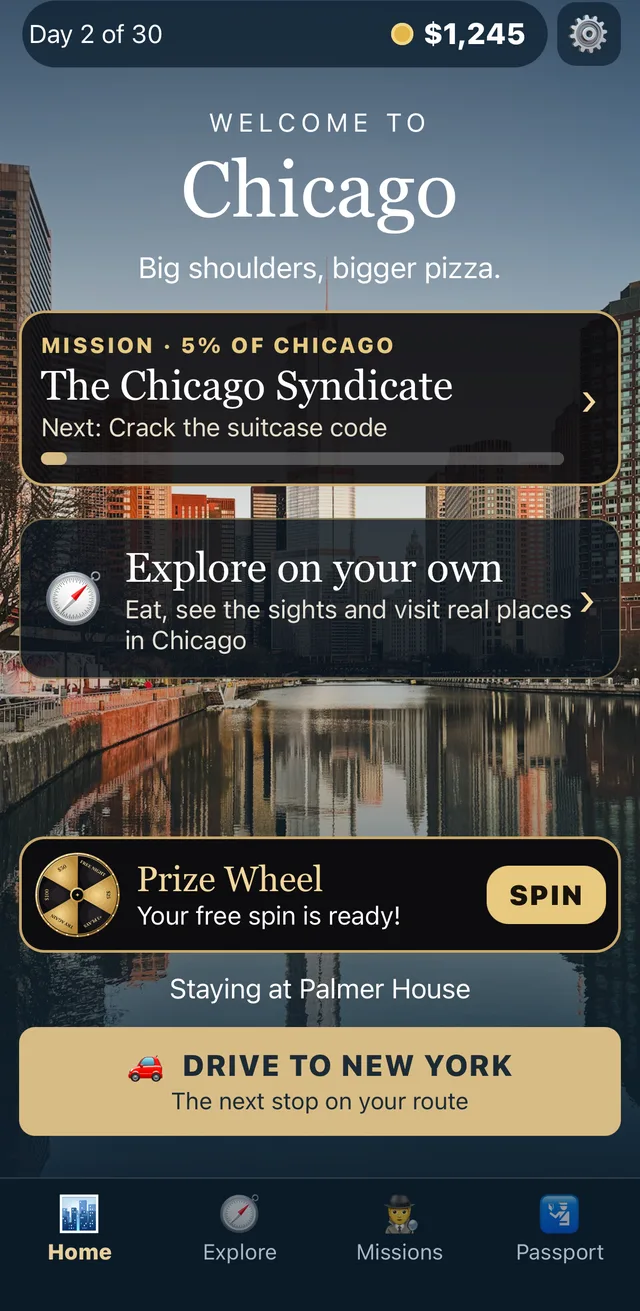 Day 2 of 30
$1,245
WELCOME TO
Chicago
Big shoulders, bigger pizza.
MISSION · 5% OF CHICAGO
The Chicago Syndicate
Next: Crack the suitcase code
›
Explore on your own
Eat, see the sights and visit real places
in Chicago
›
Prize Wheel
Your free spin is ready!
SPIN
Staying at Palmer House
DRIVE TO NEW YORK
The next stop on your route
Home
Explore
Missions
Passport